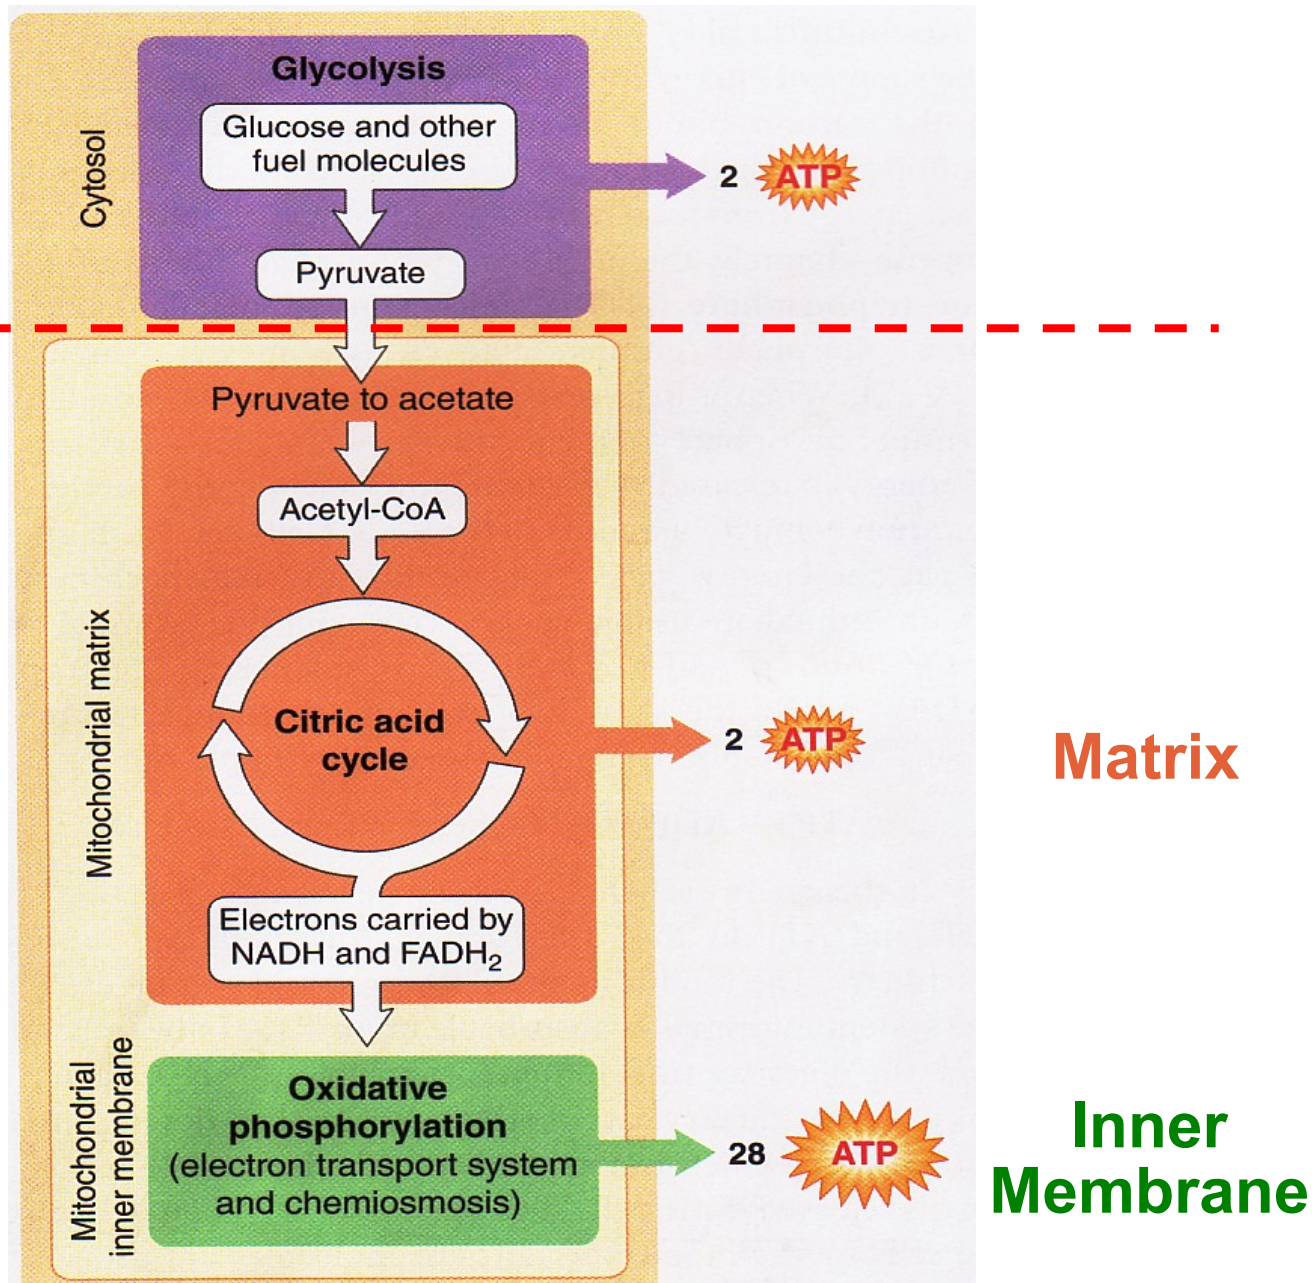 Glycolysis
Cytosol
Glucose and other
fuel molecules
2 ATP
Pyruvate
Pyruvate to acetate
Acetyl-CoA
Mitochondrial matrix
Citric acid
cycle
2 ATP
Matrix
Electrons carried by
NADH and FADH₂
Mitochondrial
inner membrane
Oxidative
phosphorylation
(electron transport system
and chemiosmosis)
28 ATP
Inner
Membrane